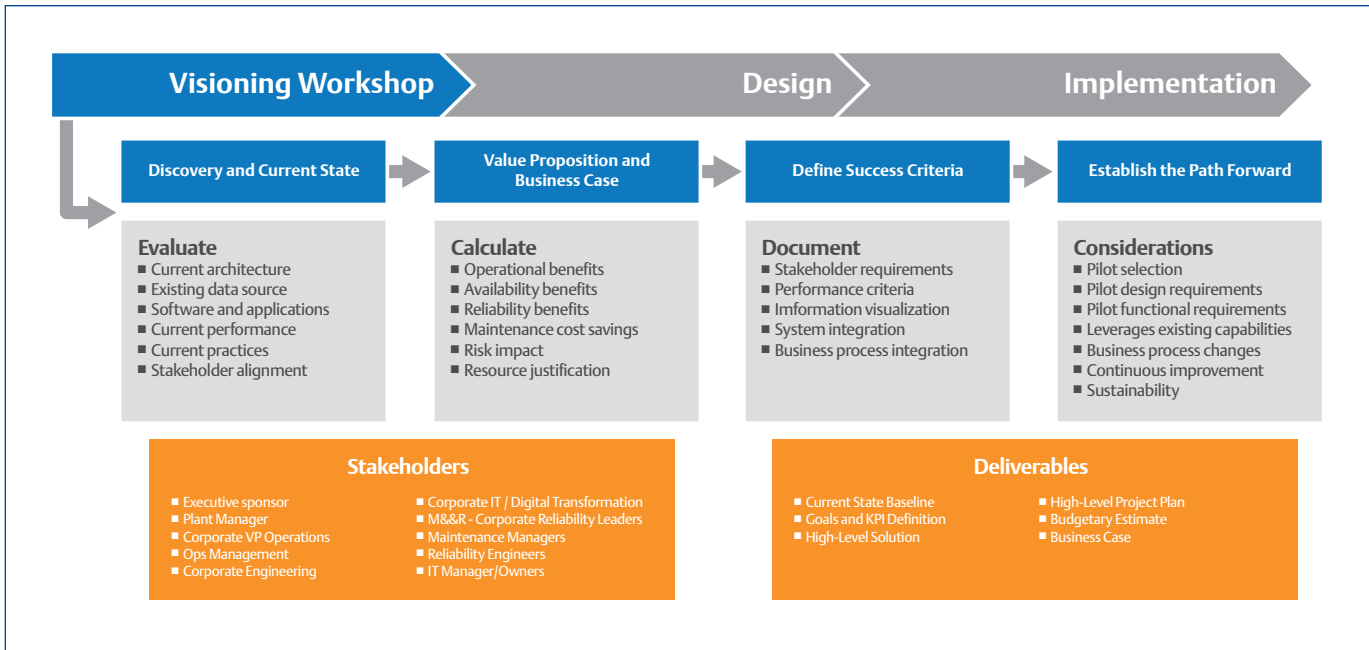 Visioning Workshop
Design
Implementation
Discovery and Current State
Value Proposition and
Business Case
Define Success Criteria
Establish the Path Forward
Evaluate
■ Current architecture
■ Existing data source
■ Software and applications
■ Current performance
■ Current practices
■ Stakeholder alignment
Calculate
■ Operational benefits
■ Availability benefits
■ Reliability benefits
■ Maintenance cost savings
■ Risk impact
■ Resource justification
Document
■ Stakeholder requirements
■ Performance criteria
■ Imformation visualization
■ System integration
■ Business process integration
Considerations
■ Pilot selection
■ Pilot design requirements
■ Pilot functional requirements
■ Leverages existing capabilities
■ Business process changes
■ Continuous improvement
■ Sustainability
Stakeholders
■ Executive sponsor
■ Plant Manager
■ Corporate VP Operations
■ Ops Management
■ Corporate Engineering
■ Corporate IT / Digital Transformation
■ M&&R - Corporate Reliability Leaders
■ Maintenance Managers
■ Reliability Engineers
■ IT Manager/Owners
Deliverables
■ Current State Baseline
■ Goals and KPI Definition
■ High-Level Solution
■ High-Level Project Plan
■ Budgetary Estimate
■ Business Case